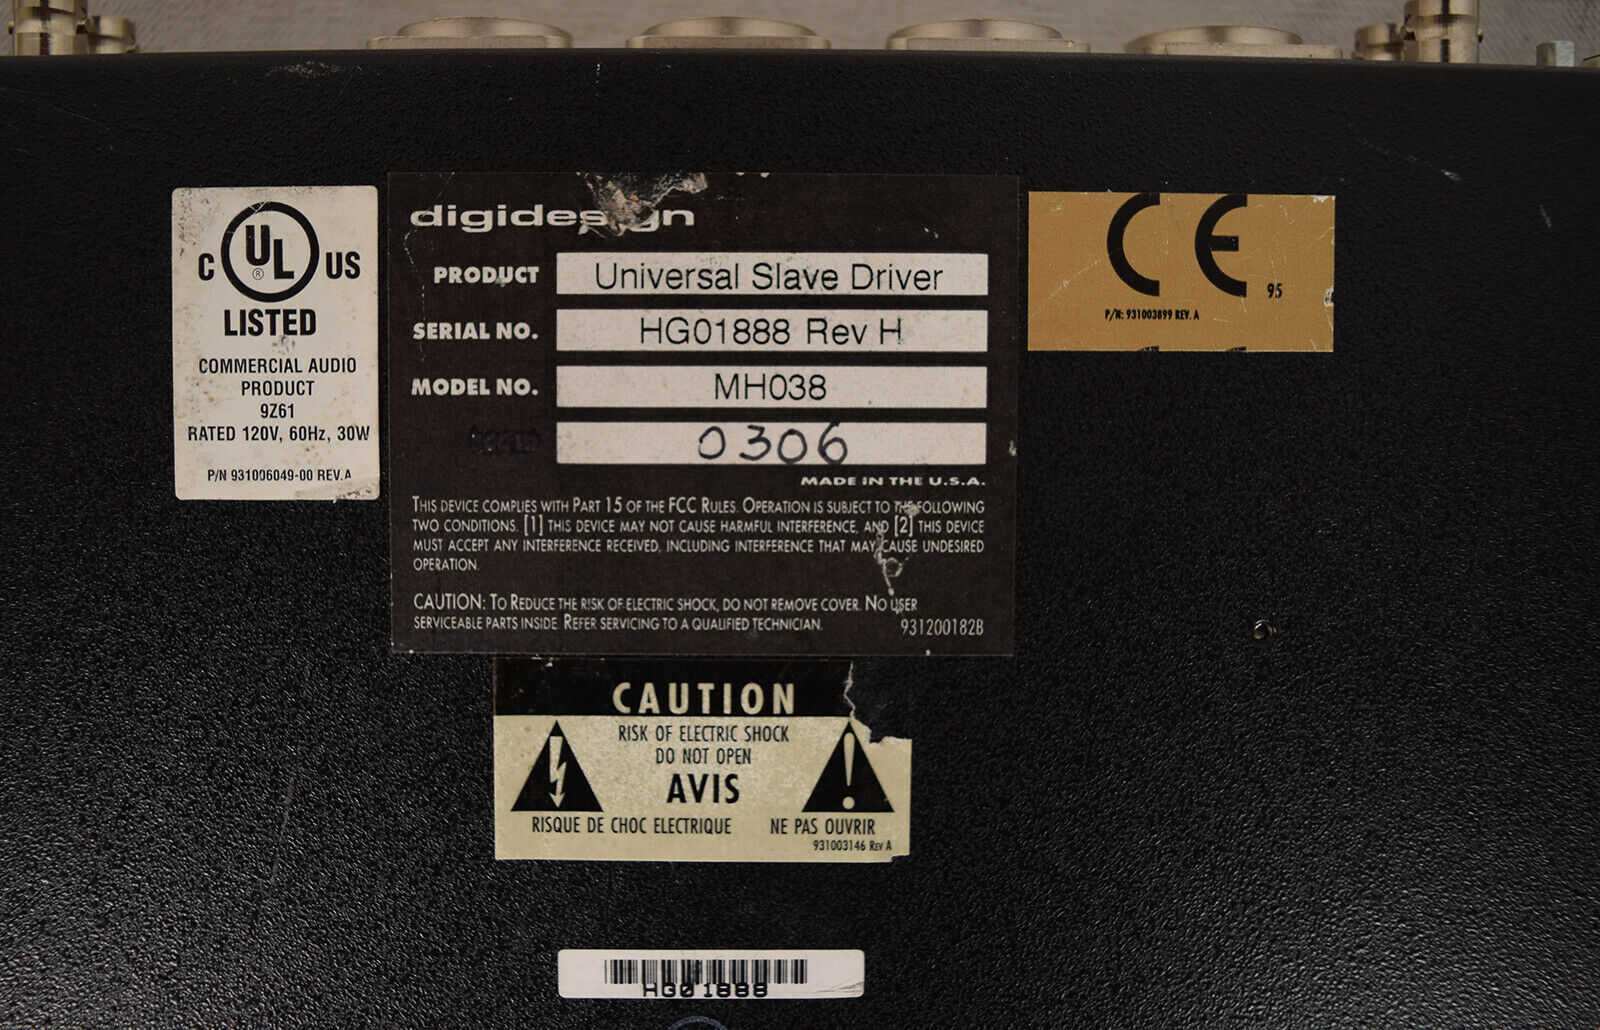 C UL US
®
LISTED
COMMERCIAL AUDIO
PRODUCT
9Z61
RATED 120V, 60Hz, 30W
P/N 931006049-00 REV.A
digidesign
PRODUCT Universal Slave Driver
SERIAL NO. HG01888 Rev H
MODEL NO. MH038
0306
MADE IN THE U.S.A.
THIS DEVICE COMPLIES WITH PART 15 OF THE FCC RULES. OPERATION IS SUBJECT TO THE FOLLOWING
TWO CONDITIONS. [1] THIS DEVICE MAY NOT CAUSE HARMFUL INTERFERENCE, AND [2] THIS DEVICE
MUST ACCEPT ANY INTERFERENCE RECEIVED, INCLUDING INTERFERENCE THAT MAY CAUSE UNDESIRED
OPERATION.
CAUTION: TO REDUCE THE RISK OF ELECTRIC SHOCK, DO NOT REMOVE COVER. NO USER
SERVICEABLE PARTS INSIDE REFER SERVICING TO A QUALIFIED TECHNICIAN.
931200182B
CE
95
P/N: 931003899 REV. A
CAUTION
RISK OF ELECTRIC SHOCK
DO NOT OPEN
AVIS
RISQUE DE CHOC ELECTRIQUE NE PAS OUVRIR
931003146 REV A
HG01888